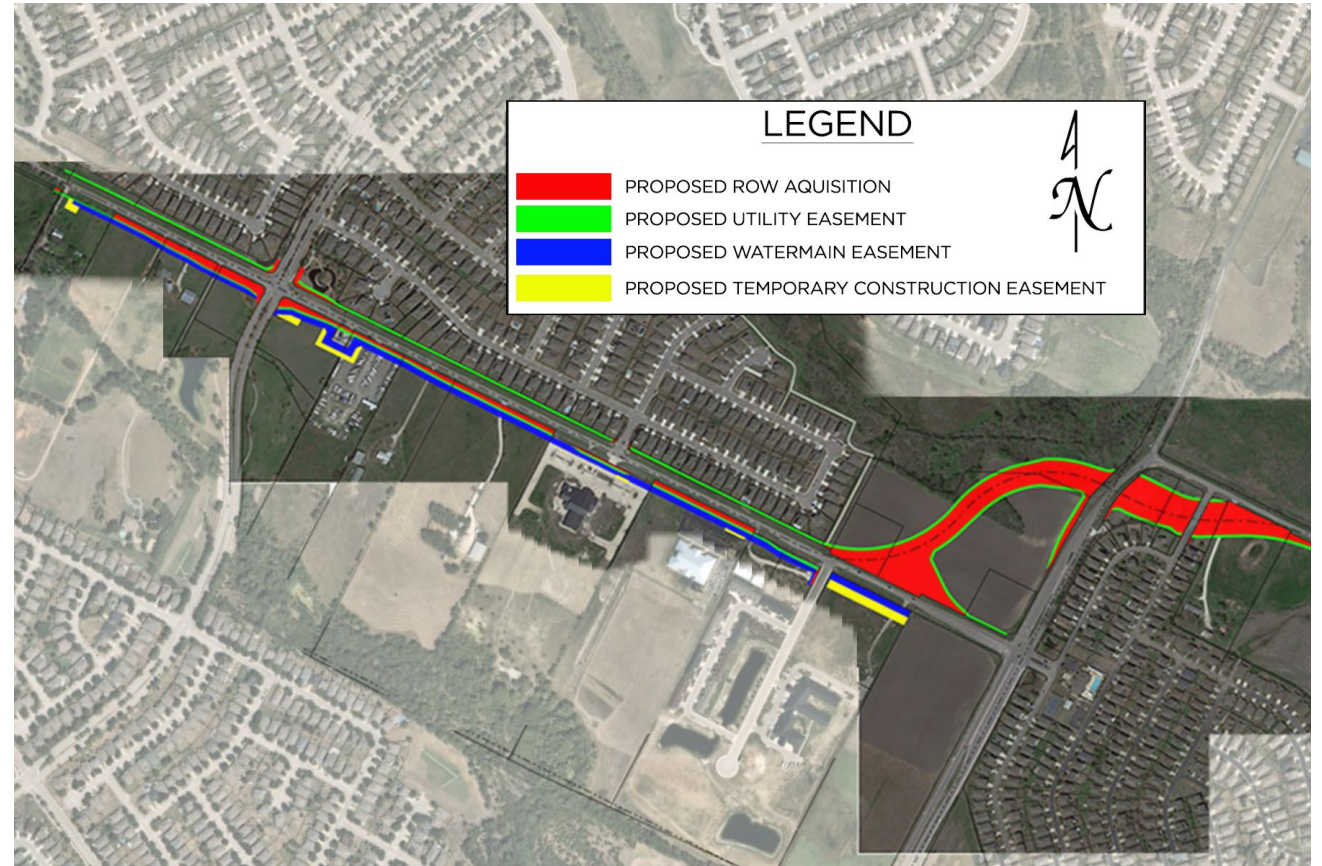 LEGEND
PROPOSED ROW AQUISITION
PROPOSED UTILITY EASEMENT
PROPOSED WATERMAIN EASEMENT
PROPOSED TEMPORARY CONSTRUCTION EASEMENT
N